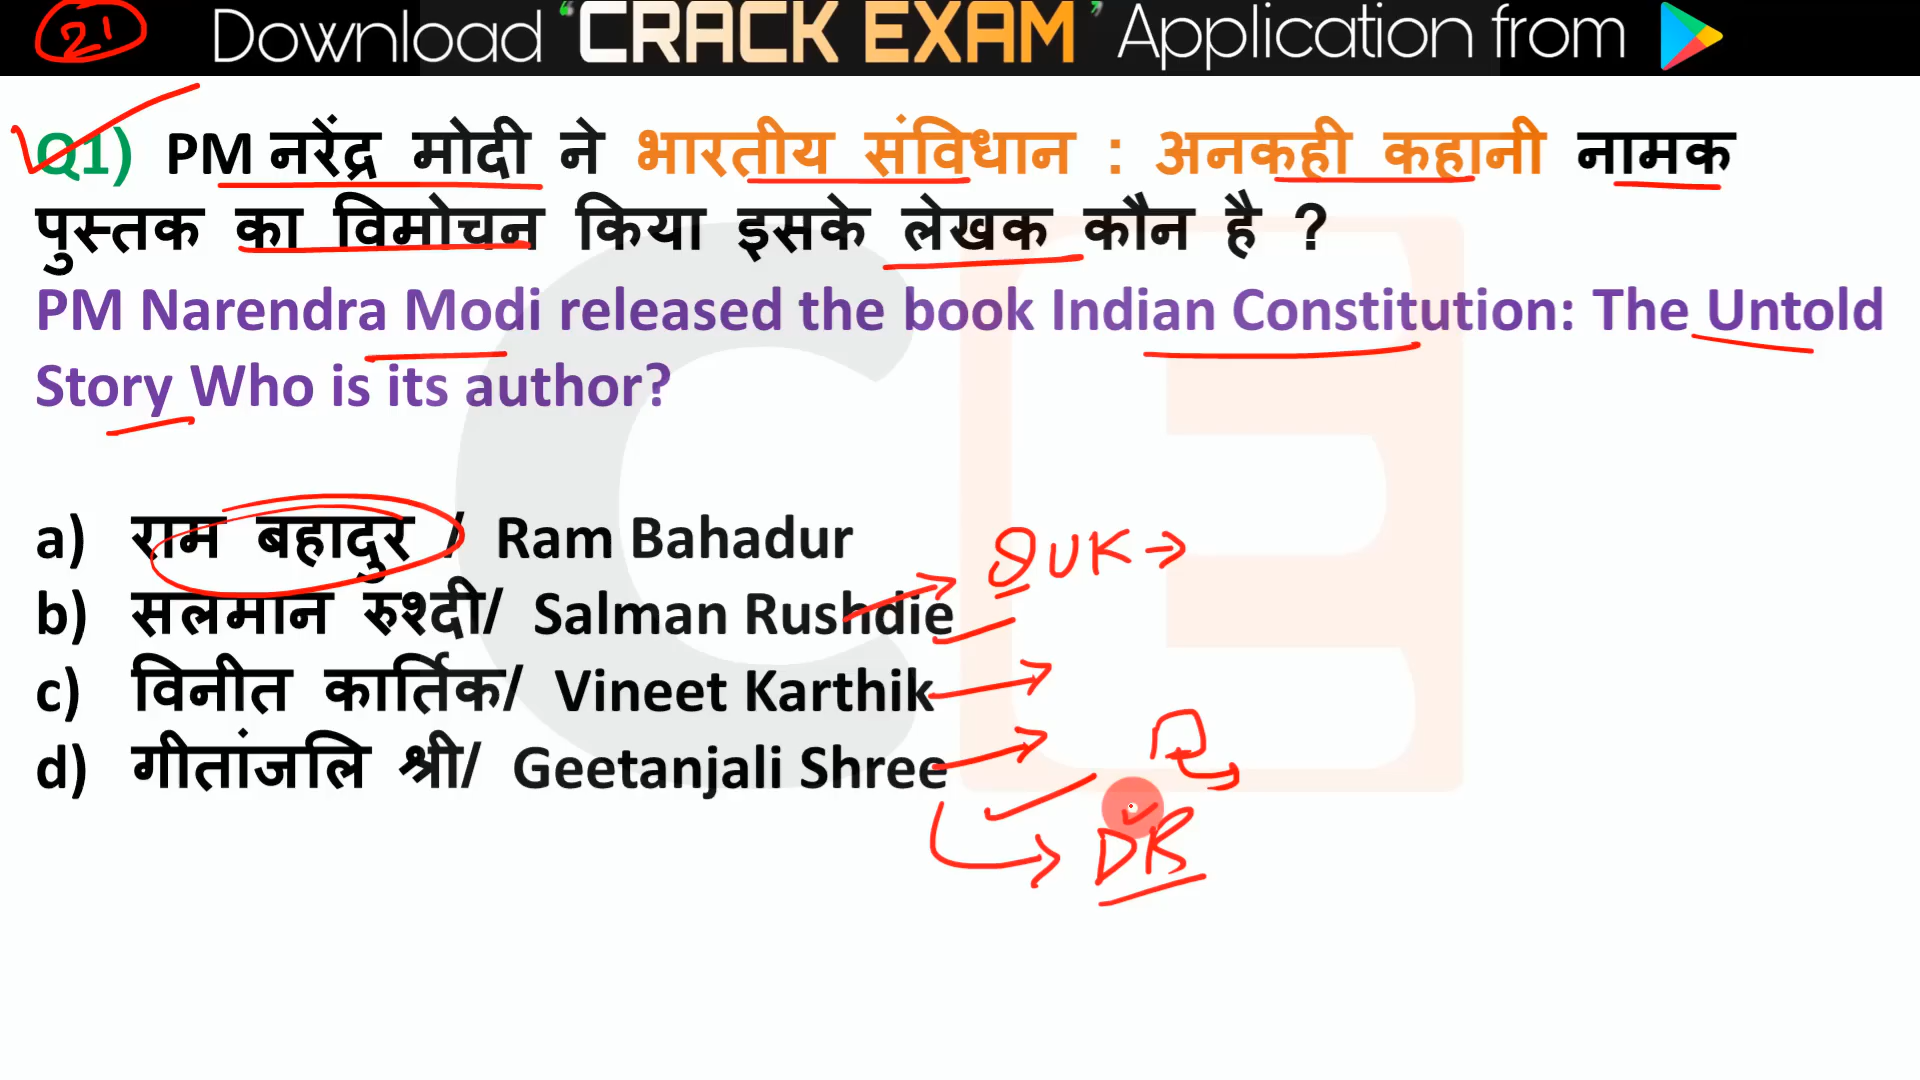 21 Download ‘CRACK EXAM’ Application from
Q1) PM नरेंद्र मोदी ने भारतीय संविधान : अनकही कहानी नामक
पुस्तक का विमोचन किया इसके लेखक कौन है ?
PM Narendra Modi released the book Indian Constitution: The Untold
Story Who is its author?
a) राम बहादुर / Ram Bahadur
b) सलमान रुश्दी/ Salman Rushdie
c) विनीत कार्तिक/ Vineet Karthik
d) गीतांजलि श्री/ Geetanjali Shree